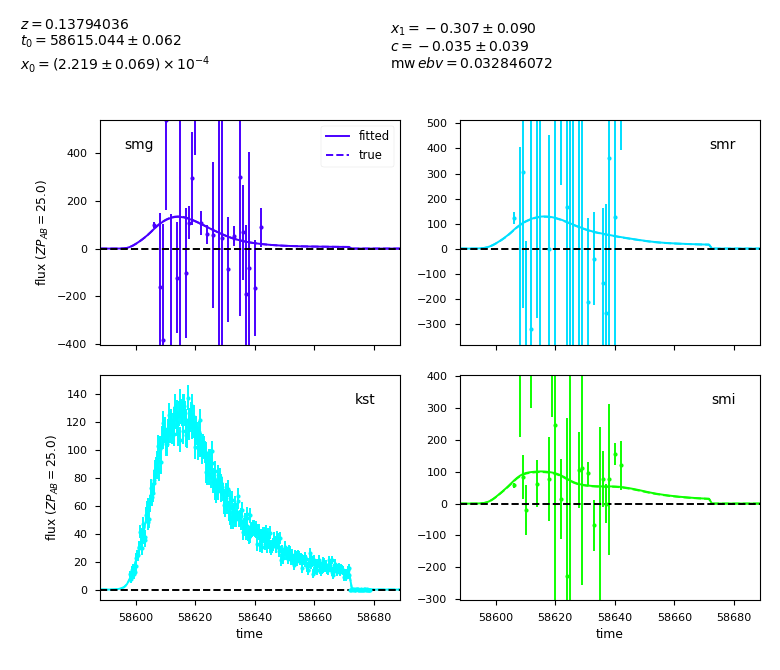 z = 0.13794036
t₀ = 58615.044 ± 0.062
x₀ = (2.219 ± 0.069) × 10⁻⁴
x₁ = −0.307 ± 0.090
c = −0.035 ± 0.039
mw ebv = 0.032846072
smg
fitted
true
400
200
0
−200
−400
flux (ZP_AB = 25.0)
smr
500
400
300
200
100
0
−100
−200
−300
kst
140
120
100
80
60
40
20
0
flux (ZP_AB = 25.0)
58600 58620 58640 58660 58680
time
smi
400
300
200
100
0
−100
−200
−300
58600 58620 58640 58660 58680
time